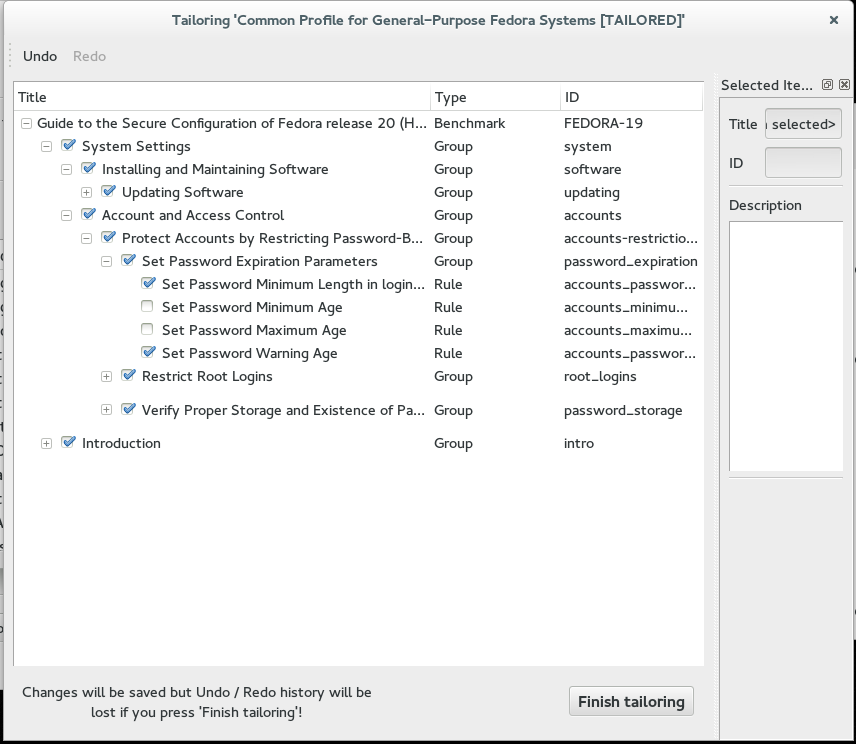 Tailoring 'Common Profile for General-Purpose Fedora Systems [TAILORED]'
Undo Redo
Selected Ite...
Title Type ID
Guide to the Secure Configuration of Fedora release 20 (H... Benchmark FEDORA-19
System Settings Group system
Installing and Maintaining Software Group software
Updating Software Group updating
Account and Access Control Group accounts
Protect Accounts by Restricting Password-B... Group accounts-restrictio...
Set Password Expiration Parameters Group password_expiration
Set Password Minimum Length in login... Rule accounts_passwor...
Set Password Minimum Age Rule accounts_minimu...
Set Password Maximum Age Rule accounts_maximu...
Set Password Warning Age Rule accounts_passwor...
Restrict Root Logins Group root_logins
Verify Proper Storage and Existence of Pa... Group password_storage
Introduction Group intro
Title selected>
ID
Description
Changes will be saved but Undo / Redo history will be
lost if you press 'Finish tailoring'!
Finish tailoring